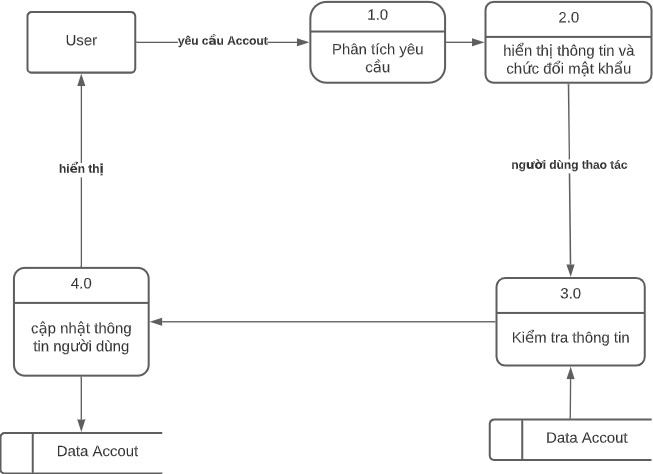 User
yêu cầu Accout
1.0
Phân tích yêu
cầu
2.0
hiển thị thông tin và
chức đổi mật khẩu
hiển thị
người dùng thao tác
4.0
cập nhật thông
tin người dùng
3.0
Kiểm tra thông tin
Data Accout
Data Accout